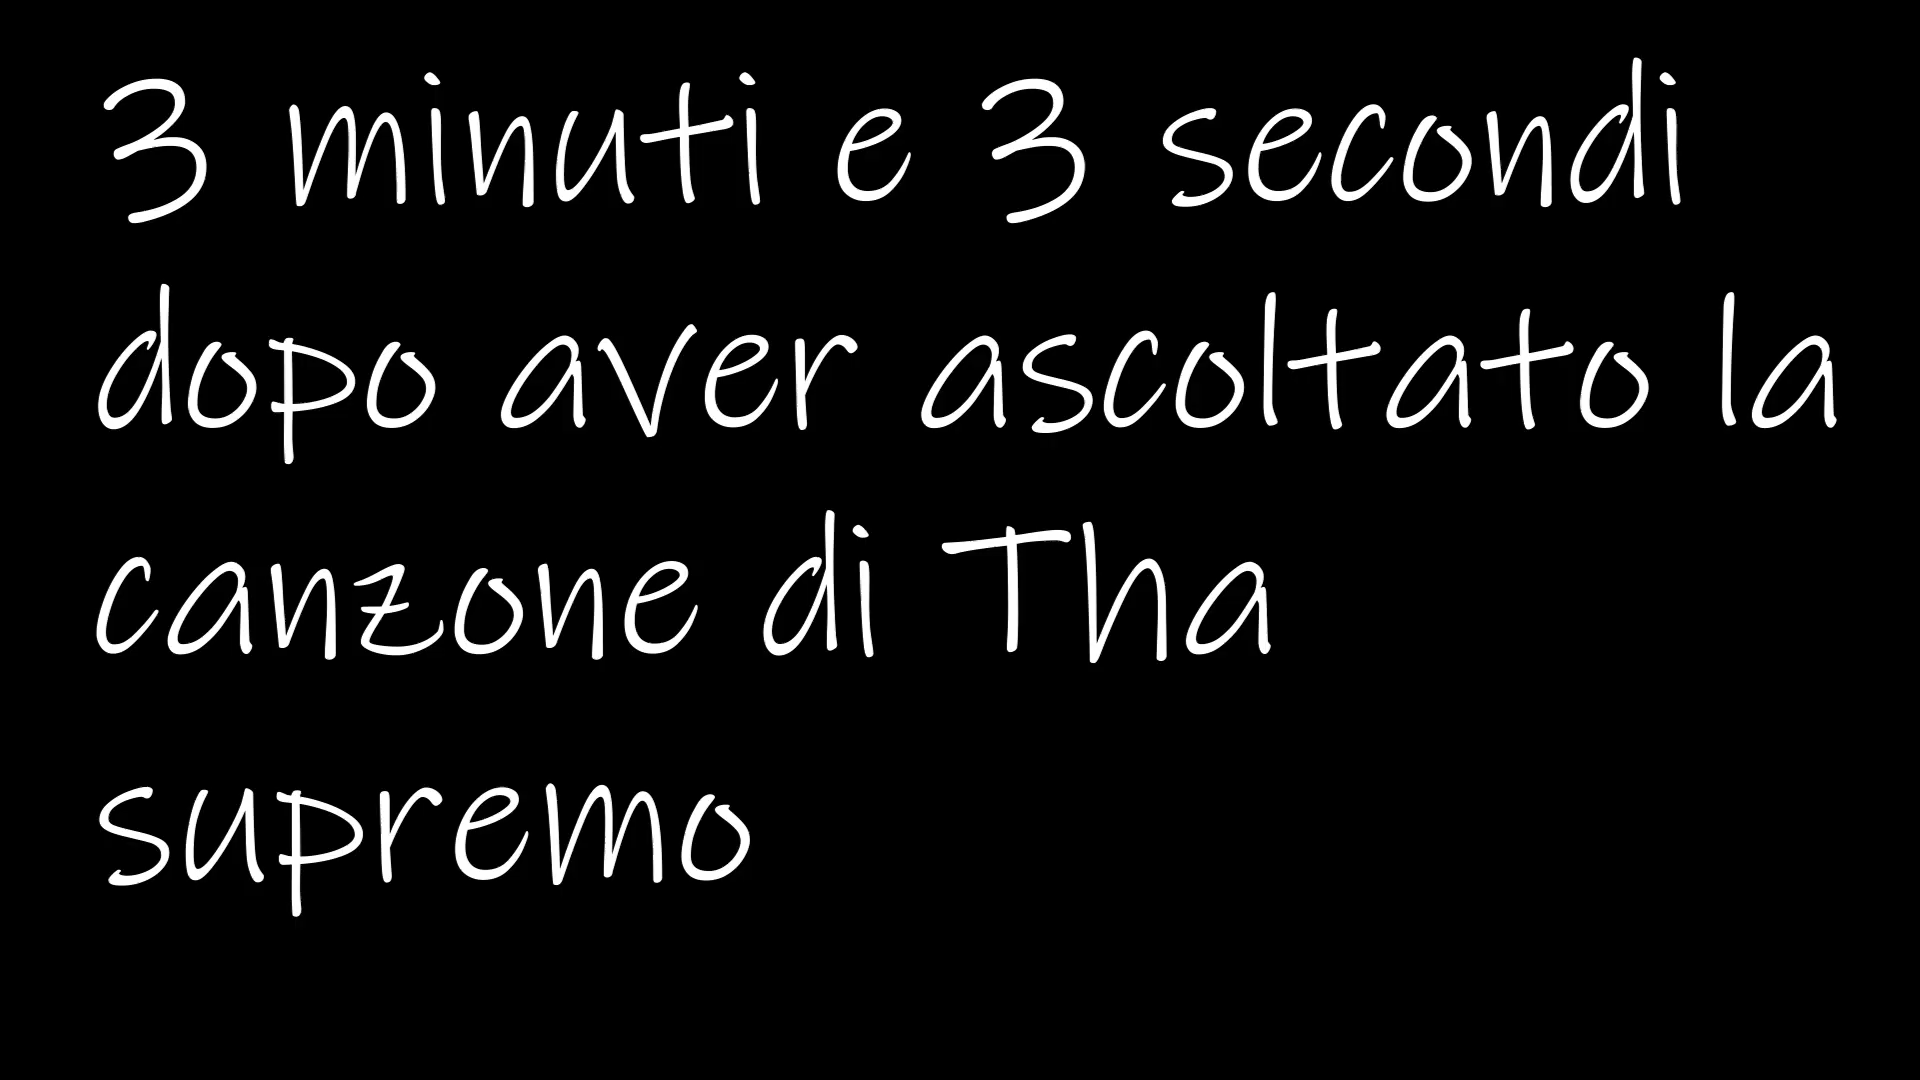 3 minuti e 3 secondi
dopo aver ascoltato la
canzone di Tha
supremo